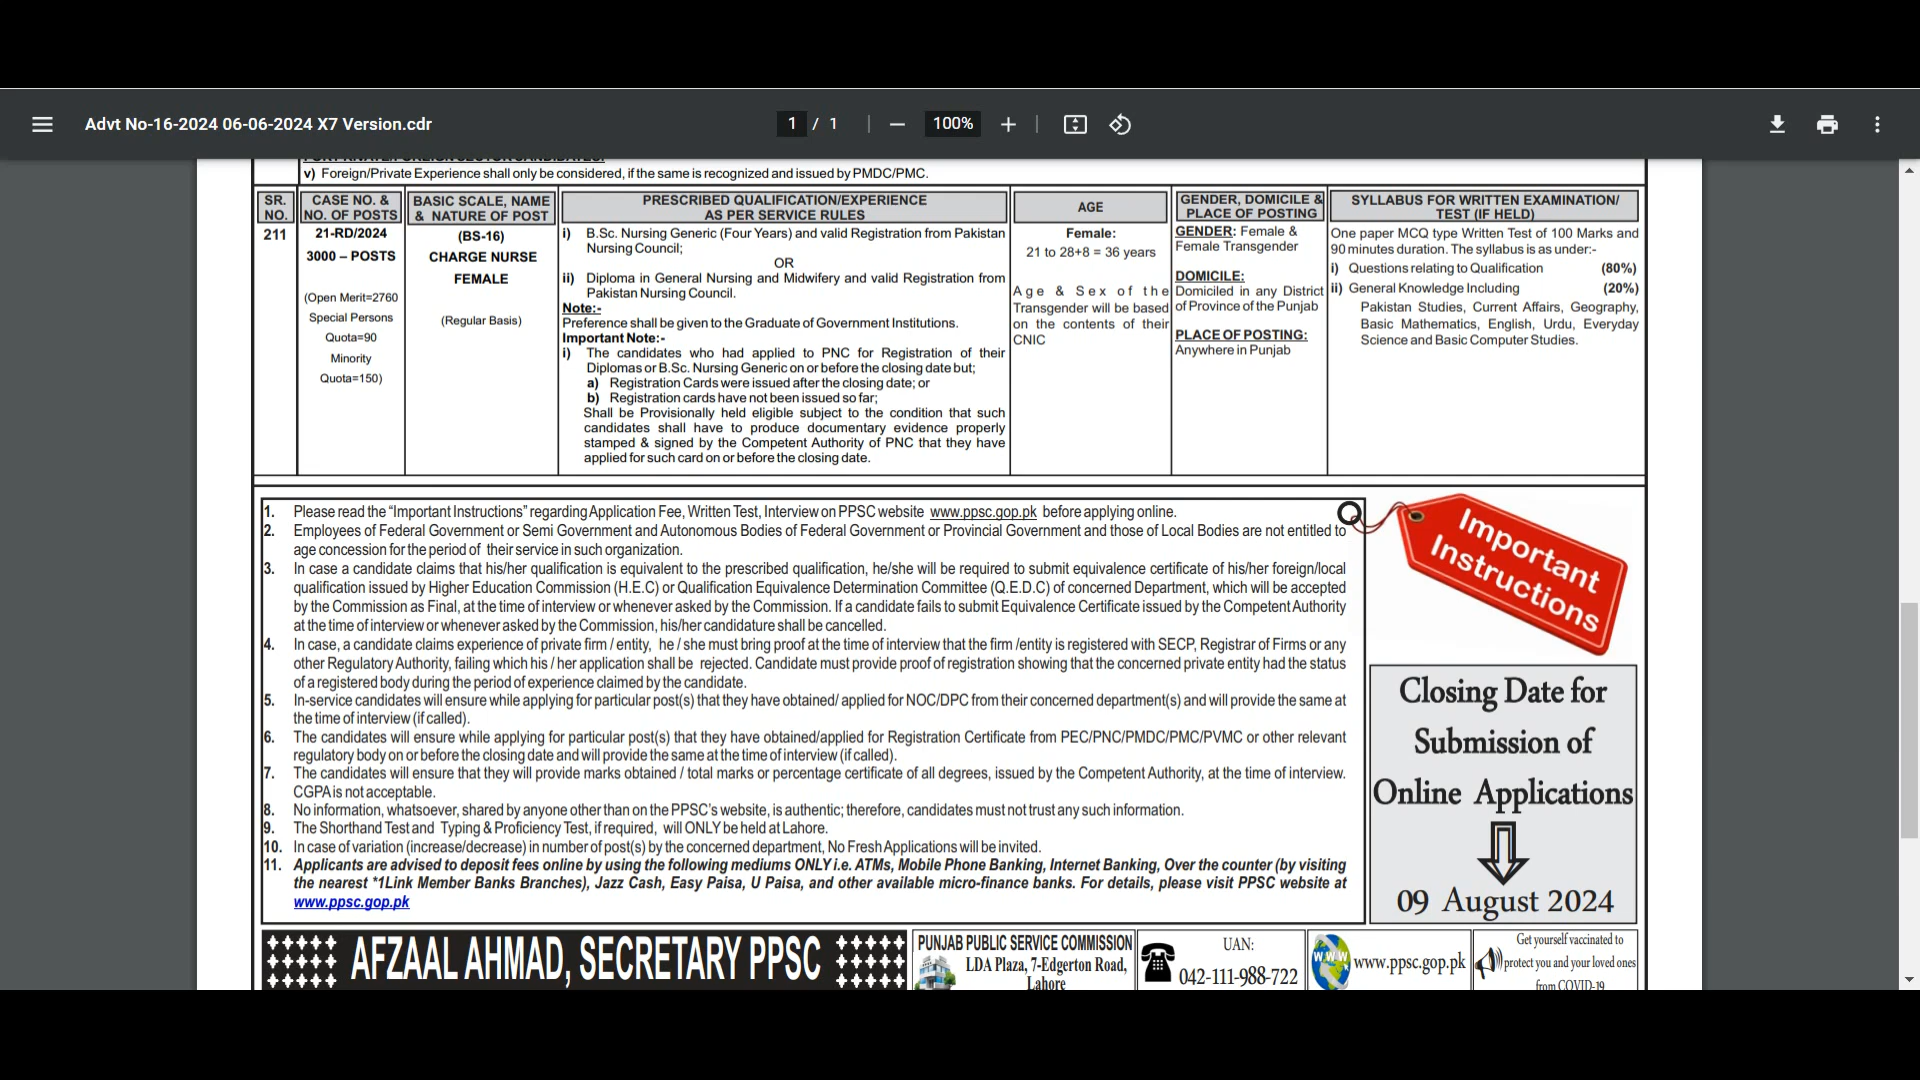 Advt No-16-2024 06-06-2024 X7 Version.cdr
1 / 1
100%
v) Foreign/Private Experience shall only be considered, if the same is recognized and issued by PMDC/PMC.
SR. NO.
CASE NO. & NO. OF POSTS
BASIC SCALE, NAME & NATURE OF POST
PRESCRIBED QUALIFICATION/EXPERIENCE
AS PER SERVICE RULES
AGE
GENDER, DOMICILE & PLACE OF POSTING
SYLLABUS FOR WRITTEN EXAMINATION/ TEST (IF HELD)
211
21-RD/2024
3000 – POSTS
(Open Merit=2760
Special Persons
Quota=90
Minority
Quota=150)
(BS-16)
CHARGE NURSE
FEMALE
(Regular Basis)
i) B.Sc. Nursing Generic (Four Years) and valid Registration from Pakistan
Nursing Council;
OR
ii) Diploma in General Nursing and Midwifery and valid Registration from
Pakistan Nursing Council.
Note:-
Preference shall be given to the Graduate of Government Institutions.
Important Note:-
i) The candidates who had applied to PNC for Registration of their
Diplomas or B.Sc. Nursing Generic on or before the closing date but;
a) Registration Cards were issued after the closing date; or
b) Registration cards have not been issued so far;
Shall be Provisionally held eligible subject to the condition that such
candidates shall have to produce documentary evidence properly
stamped & signed by the Competent Authority of PNC that they have
applied for such card on or before the closing date.
Female:
21 to 28+8 = 36 years
Age & Sex of the
Transgender will be based
on the contents of their
CNIC
GENDER: Female &
Female Transgender
DOMICILE:
Domiciled in any District
of Province of the Punjab
PLACE OF POSTING:
Anywhere in Punjab
One paper MCQ type Written Test of 100 Marks and
90 minutes duration. The syllabus is as under:-
i) Questions relating to Qualification (80%)
ii) General Knowledge Including (20%)
Pakistan Studies, Current Affairs, Geography,
Basic Mathematics, English, Urdu, Everyday
Science and Basic Computer Studies.
1. Please read the “Important Instructions” regarding Application Fee, Written Test, Interview on PPSC website www.ppsc.gop.pk before applying online.
2. Employees of Federal Government or Semi Government and Autonomous Bodies of Federal Government or Provincial Government and those of Local Bodies are not entitled to
age concession for the period of their service in such organization.
3. In case a candidate claims that his/her qualification is equivalent to the prescribed qualification, he/she will be required to submit equivalence certificate of his/her foreign/local
qualification issued by Higher Education Commission (H.E.C) or Qualification Equivalence Determination Committee (Q.E.D.C) of concerned Department, which will be accepted
by the Commission as Final, at the time of interview or whenever asked by the Commission. If a candidate fails to submit Equivalence Certificate issued by the Competent Authority
at the time of interview or whenever asked by the Commission, his/her candidature shall be cancelled.
4. In case, a candidate claims experience of private firm / entity, he / she must bring proof at the time of interview that the firm /entity is registered with SECP, Registrar of Firms or any
other Regulatory Authority, failing which his / her application shall be rejected. Candidate must provide proof of registration showing that the concerned private entity had the status
of a registered body during the period of experience claimed by the candidate.
5. In-service candidates will ensure while applying for particular post(s) that they have obtained/ applied for NOC/DPC from their concerned department(s) and will provide the same at
the time of interview (if called).
6. The candidates will ensure while applying for particular post(s) that they have obtained/applied for Registration Certificate from PEC/PNC/PMDC/PMC/PVMC or other relevant
regulatory body on or before the closing date and will provide the same at the time of interview (if called).
7. The candidates will ensure that they will provide marks obtained / total marks or percentage certificate of all degrees, issued by the Competent Authority, at the time of interview.
CGPA is not acceptable.
8. No information, whatsoever, shared by anyone other than on the PPSC's website, is authentic; therefore, candidates must not trust any such information.
9. The Shorthand Test and Typing & Proficiency Test, if required, will ONLY be held at Lahore.
10. In case of variation (increase/decrease) in number of post(s) by the concerned department, No Fresh Applications will be invited.
11. Applicants are advised to deposit fees online by using the following mediums ONLY i.e. ATMs, Mobile Phone Banking, Internet Banking, Over the counter (by visiting
the nearest *1Link Member Banks Branches), Jazz Cash, Easy Paisa, U Paisa, and other available micro-finance banks. For details, please visit PPSC website at
www.ppsc.gop.pk
Important
Instructions
Closing Date for
Submission of
Online Applications
09 August 2024
AFZAAL AHMAD, SECRETARY PPSC
PUNJAB PUBLIC SERVICE COMMISSION
LDA Plaza, 7-Edgerton Road,
Lahore
UAN:
042-111-988-722
WWW
www.ppsc.gop.pk
Get yourself vaccinated to
protect you and your loved ones
from COVID-19